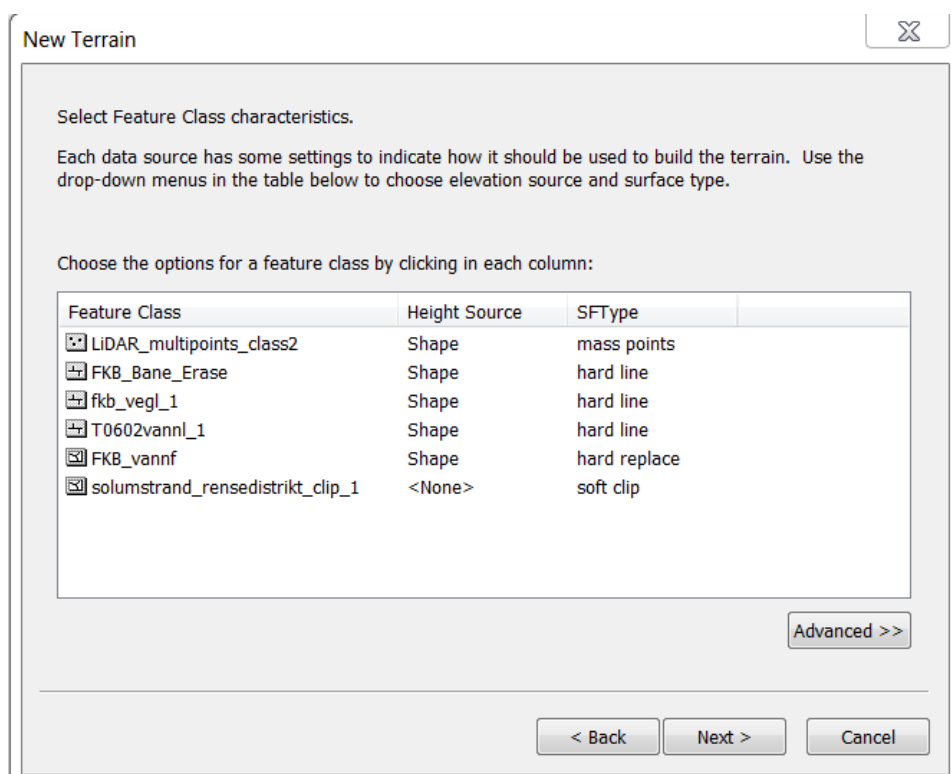 New Terrain
Select Feature Class characteristics.
Each data source has some settings to indicate how it should be used to build the terrain. Use the
drop-down menus in the table below to choose elevation source and surface type.
Choose the options for a feature class by clicking in each column:
Feature Class Height Source SFType
LiDAR_multipoints_class2 Shape mass points
FKB_Bane_Erase Shape hard line
fkb_vegl_1 Shape hard line
T0602vannl_1 Shape hard line
FKB_vannf Shape hard replace
solumstrand_rensedistrikt_clip_1 <None> soft clip
Advanced >>
< Back Next > Cancel